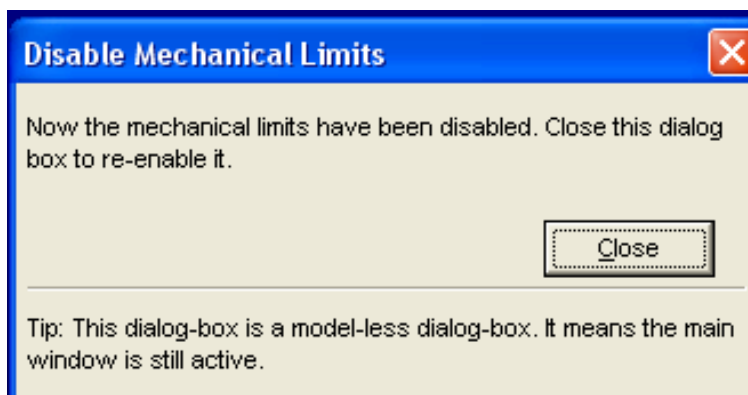 Disable Mechanical Limits
Now the mechanical limits have been disabled. Close this dialog
box to re-enable it.
Close
Tip: This dialog-box is a model-less dialog-box. It means the main
window is still active.